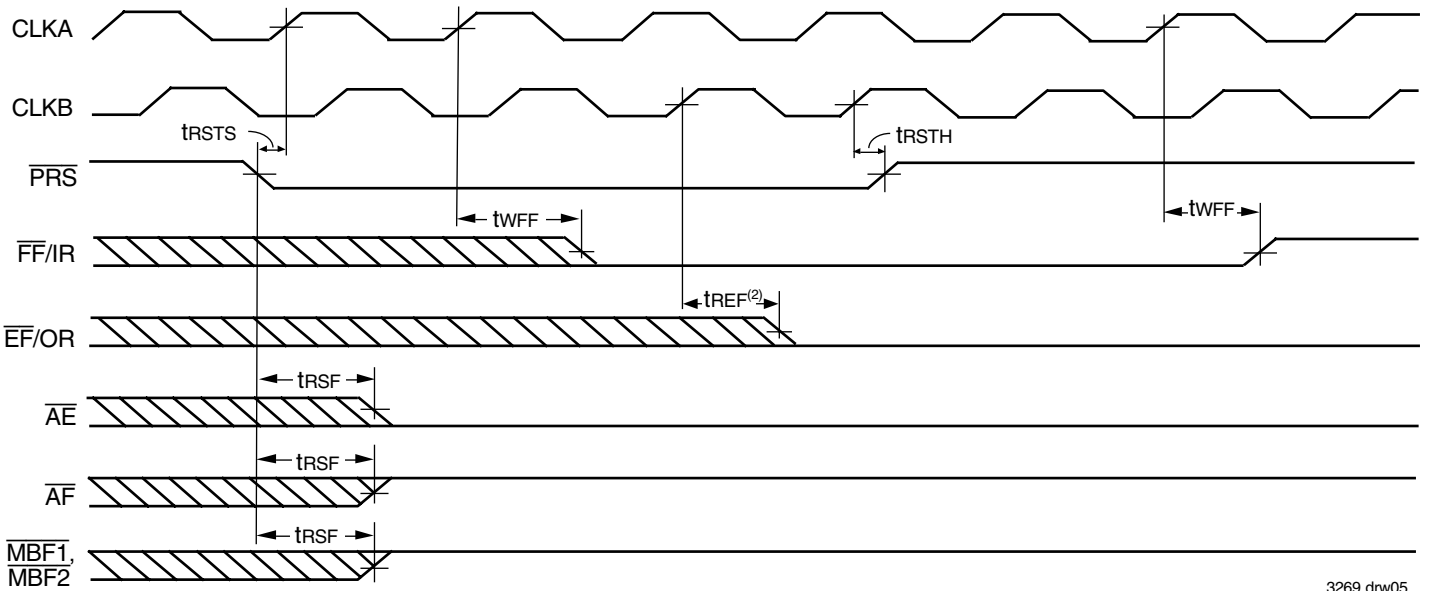 CLKA
CLKB
tRSTS
tRSTH
PRS
tWFF
tWFF
FF/IR
tREF(2)
EF/OR
tRSF
AE
tRSF
AF
tRSF
MBF1,
MBF2
3269 drw05